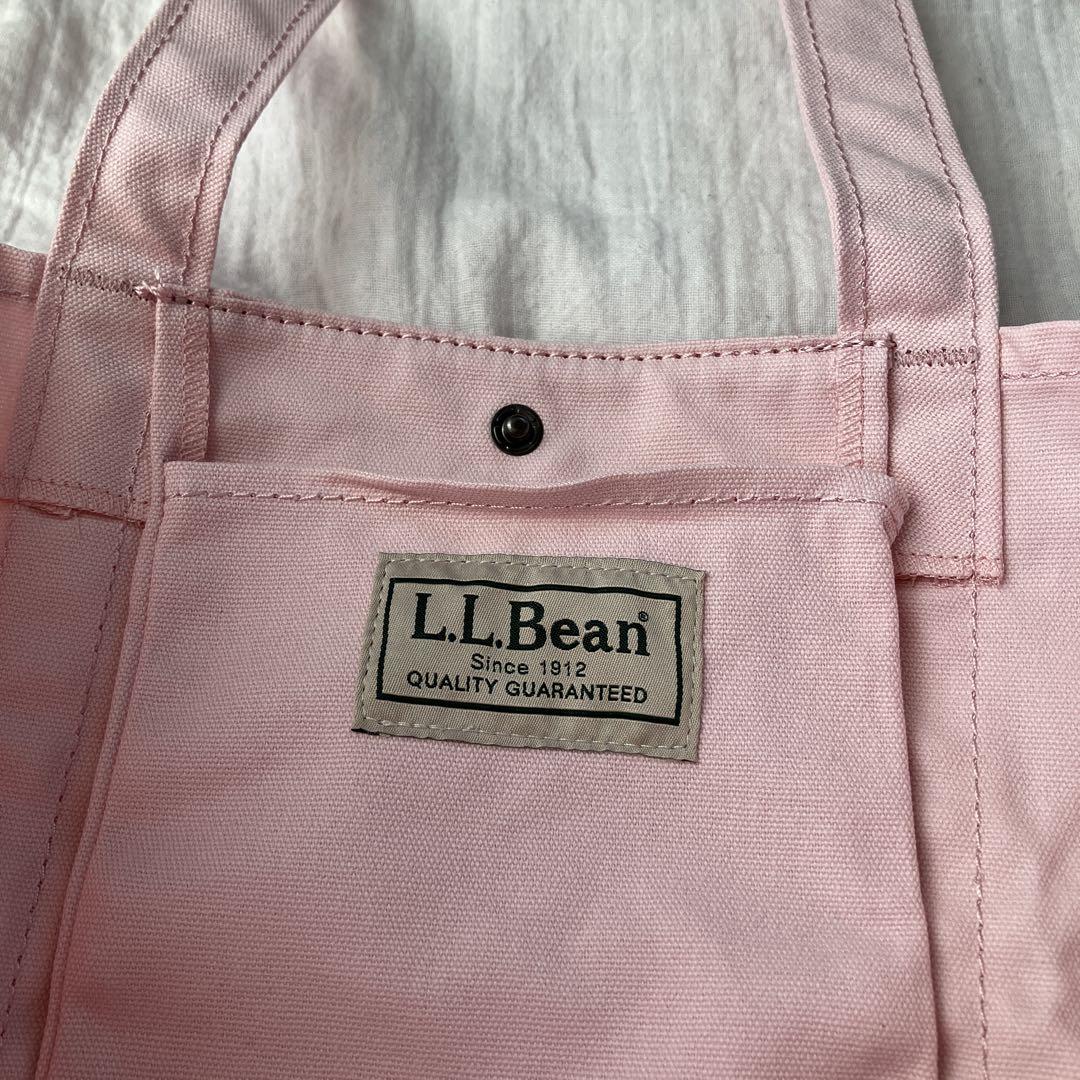 L.L.Bean®
Since 1912
QUALITY GUARANTEED